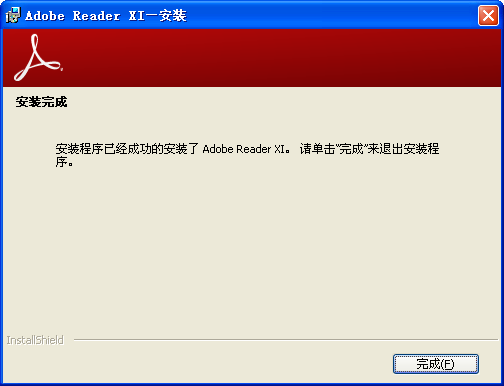 Adobe Reader XI－安装
安装完成
安装程序已经成功的安装了 Adobe Reader XI。 请单击“完成”来退出安装程
序。
InstallShield
完成(F)